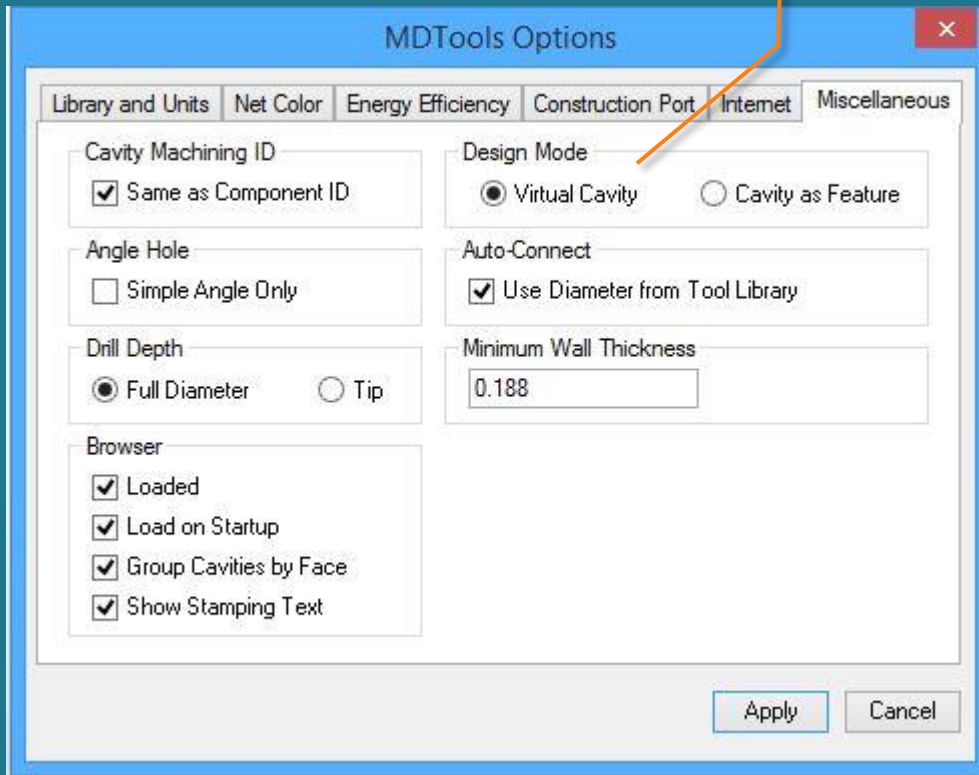 MDTools Options
Library and Units Net Color Energy Efficiency Construction Port Internet Miscellaneous
Cavity Machining ID
Same as Component ID
Design Mode
Virtual Cavity Cavity as Feature
Angle Hole
Simple Angle Only
Auto-Connect
Use Diameter from Tool Library
Drill Depth
Full Diameter Tip
Minimum Wall Thickness
0.188
Browser
Loaded
Load on Startup
Group Cavities by Face
Show Stamping Text
Apply Cancel